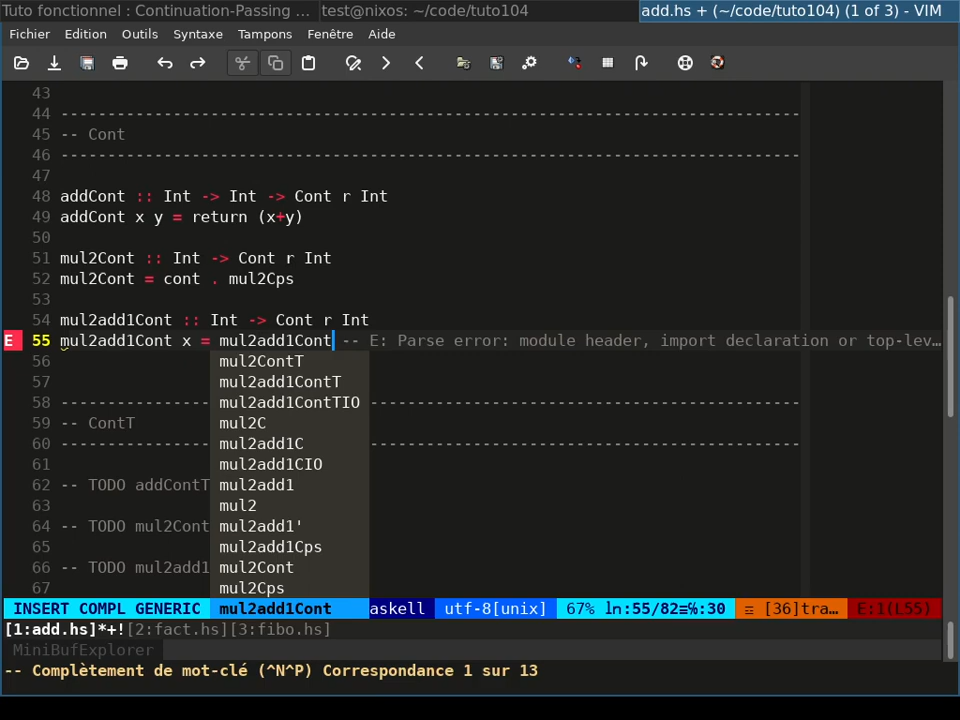 Tuto fonctionnel : Continuation-Passing ... test@nixos: ~/code/tuto104 add.hs + (~/code/tuto104) (1 of 3) - VIM
Fichier Edition Outils Syntaxe Tampons Fenêtre Aide
43
44 --------------------------------------------------------------------------------
45 -- Cont
46 --------------------------------------------------------------------------------
47
48 addCont :: Int -> Int -> Cont r Int
49 addCont x y = return (x+y)
50
51 mul2Cont :: Int -> Cont r Int
52 mul2Cont = cont . mul2Cps
53
54 mul2add1Cont :: Int -> Cont r Int
E 55 mul2add1Cont x = mul2add1Cont -- E: Parse error: module header, import declaration or top-lev…
56 mul2ContT
57 mul2add1ContT
58 ---------------- mul2add1ContTIO ----------------------------------------
59 -- ContT mul2C
60 ---------------- mul2add1C ----------------------------------------
61 mul2add1CIO
62 -- TODO addContT mul2add1
63 mul2
64 -- TODO mul2Cont mul2add1'
65 mul2add1Cps
66 -- TODO mul2add1 mul2Cont
67 mul2Cps
INSERT COMPL GENERIC mul2add1Cont askell utf-8[unix] 67% ln:55/82≡℅:30 ☲ [36]tra… E:1(L55)
[1:add.hs]*+![2:fact.hs][3:fibo.hs]
MiniBufExplorer
-- Complètement de mot-clé (^N^P) Correspondance 1 sur 13